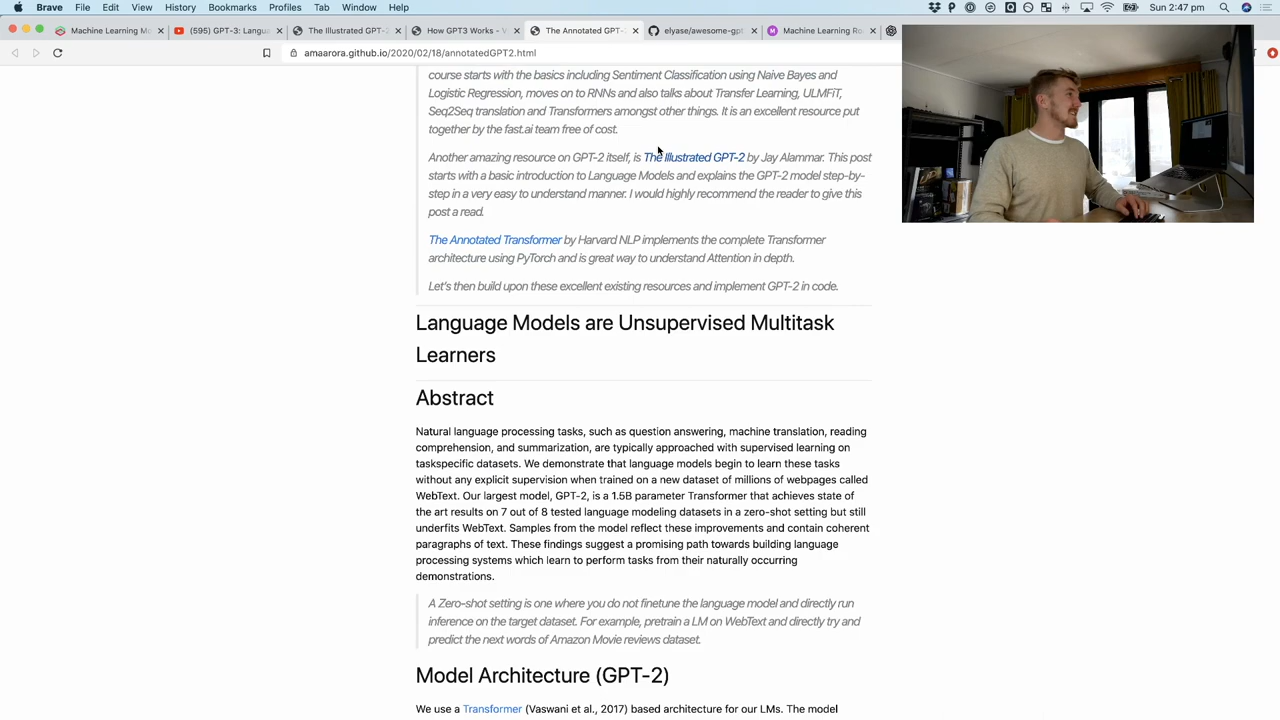 Brave File Edit View History Bookmarks Profiles Tab Window Help Sun 2:47 pm
Machine Learning Mo (595) GPT-3: Langua The Illustrated GPT-2 How GPT3 Works - V The Annotated GPT-2 elyase/awesome-gpt Machine Learning Ro
amaarora.github.io/2020/02/18/annotatedGPT2.html
course starts with the basics including Sentiment Classification using Naive Bayes and
Logistic Regression, moves on to RNNs and also talks about Transfer Learning, ULMFiT,
Seq2Seq translation and Transformers amongst other things. It is an excellent resource put
together by the fast.ai team free of cost.
Another amazing resource on GPT-2 itself, is The Illustrated GPT-2 by Jay Alammar. This post
starts with a basic introduction to Language Models and explains the GPT-2 model step-by-
step in a very easy to understand manner. I would highly recommend the reader to give this
post a read.
The Annotated Transformer by Harvard NLP implements the complete Transformer
architecture using PyTorch and is great way to understand Attention in depth.
Let's then build upon these excellent existing resources and implement GPT-2 in code.
Language Models are Unsupervised Multitask
Learners
Abstract
Natural language processing tasks, such as question answering, machine translation, reading
comprehension, and summarization, are typically approached with supervised learning on
taskspecific datasets. We demonstrate that language models begin to learn these tasks
without any explicit supervision when trained on a new dataset of millions of webpages called
WebText. Our largest model, GPT-2, is a 1.5B parameter Transformer that achieves state of
the art results on 7 out of 8 tested language modeling datasets in a zero-shot setting but still
underfits WebText. Samples from the model reflect these improvements and contain coherent
paragraphs of text. These findings suggest a promising path towards building language
processing systems which learn to perform tasks from their naturally occurring
demonstrations.
A Zero-shot setting is one where you do not finetune the language model and directly run
inference on the target dataset. For example, pretrain a LM on WebText and directly try and
predict the next words of Amazon Movie reviews dataset.
Model Architecture (GPT-2)
We use a Transformer (Vaswani et al., 2017) based architecture for our LMs. The model